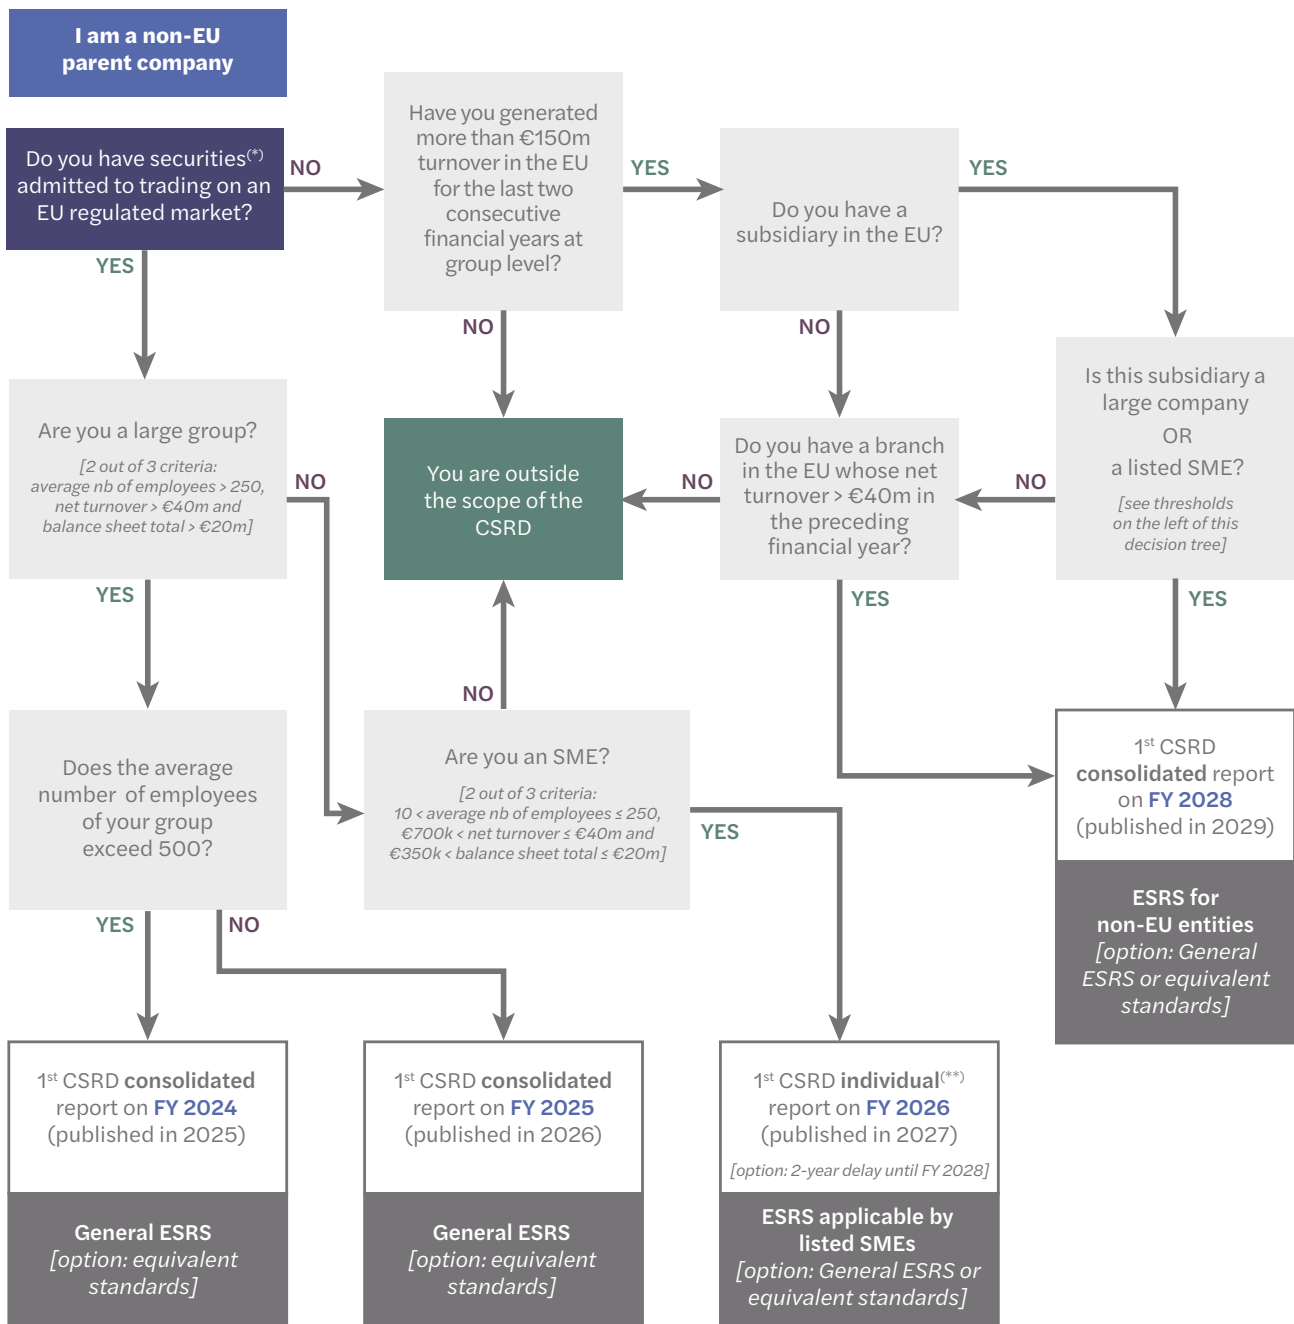 I am a non-EU
parent company
Do you have securities(*)
admitted to trading on an
EU regulated market?
NO
Have you generated
more than €150m
turnover in the EU
for the last two
consecutive
financial years at
group level?
YES
Do you have a
subsidiary in the EU?
YES
YES
NO
NO
Are you a large group?
[2 out of 3 criteria:
average nb of employees > 250,
net turnover > €40m and
balance sheet total > €20m]
NO
You are outside
the scope of the
CSRD
NO
Do you have a branch
in the EU whose net
turnover > €40m in
the preceding
financial year?
NO
Is this subsidiary a
large company
OR
a listed SME?
[see thresholds
on the left of this
decision tree]
YES
YES
YES
NO
Does the average
number of employees
of your group
exceed 500?
Are you an SME?
[2 out of 3 criteria:
10 < average nb of employees ≤ 250,
€700k < net turnover ≤ €40m and
€350k < balance sheet total ≤ €20m]
YES
1st CSRD
consolidated report
on FY 2028
(published in 2029)
ESRS for
non-EU entities
[option: General
ESRS or equivalent
standards]
YES
NO
1st CSRD consolidated
report on FY 2024
(published in 2025)
General ESRS
[option: equivalent
standards]
1st CSRD consolidated
report on FY 2025
(published in 2026)
General ESRS
[option: equivalent
standards]
1st CSRD individual(**)
report on FY 2026
(published in 2027)
[option: 2-year delay until FY 2028]
ESRS applicable by
listed SMEs
[option: General ESRS or
equivalent standards]